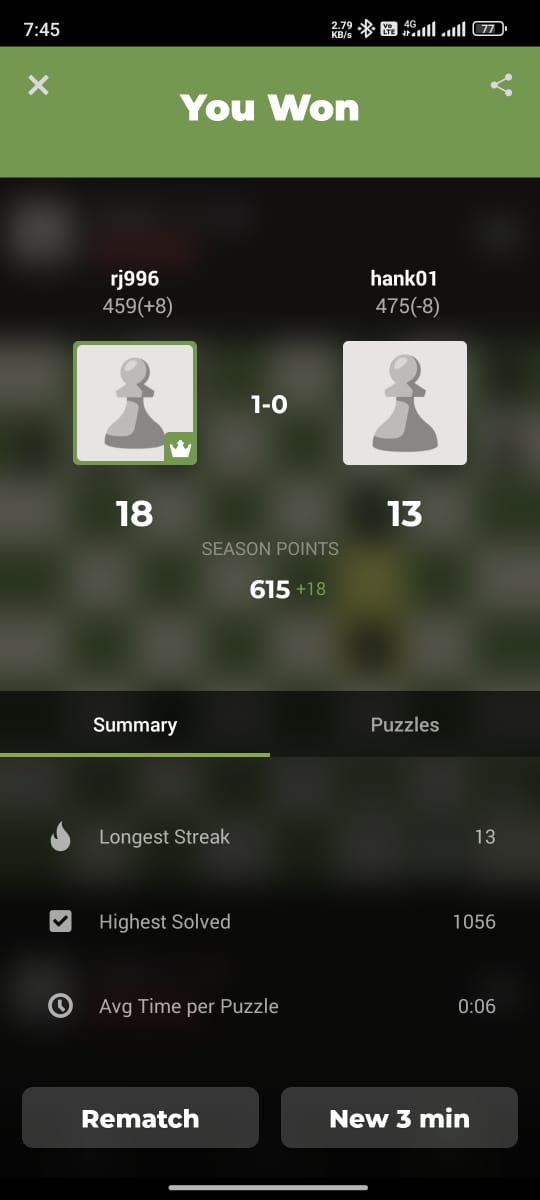 7:45
2.79 KB/s
Vo LTE
4G
77
You Won
rj996
hank01
459(+8)
475(-8)
1-0
18
13
SEASON POINTS
615 +18
Summary
Puzzles
Longest Streak
13
Highest Solved
1056
Avg Time per Puzzle
0:06
Rematch
New 3 min